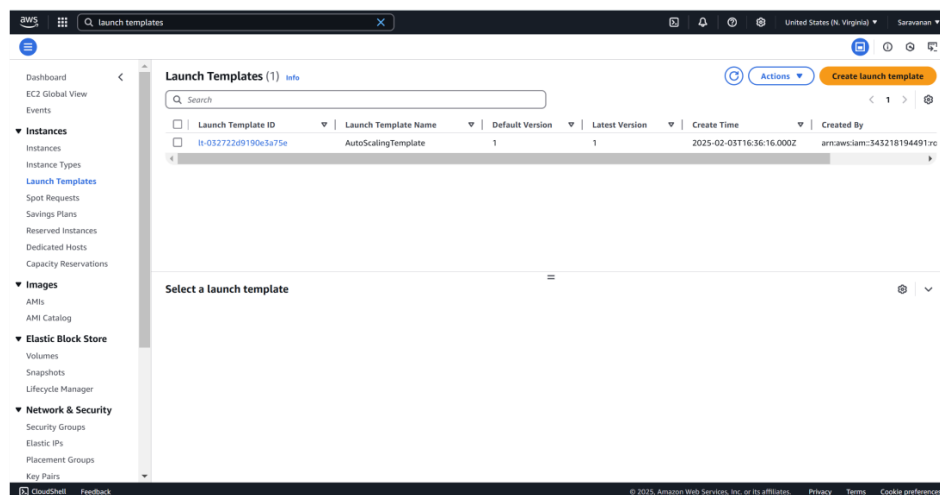 aws launch templates United States (N. Virginia) Saravanan
Dashboard
EC2 Global View
Events
Instances
Instances
Instance Types
Launch Templates
Spot Requests
Savings Plans
Reserved Instances
Dedicated Hosts
Capacity Reservations
Images
AMIs
AMI Catalog
Elastic Block Store
Volumes
Snapshots
Lifecycle Manager
Network & Security
Security Groups
Elastic IPs
Placement Groups
Key Pairs
Launch Templates (1) Info Actions Create launch template
Search 1
Launch Template ID Launch Template Name Default Version Latest Version Create Time Created By
lt-032722d9190e3a75e AutoScalingTemplate 1 1 2025-02-03T16:36:16.000Z arn:aws:iam::343218194491:ro
Select a launch template
CloudShell Feedback © 2025, Amazon Web Services, Inc. or its affiliates. Privacy Terms Cookie preferences